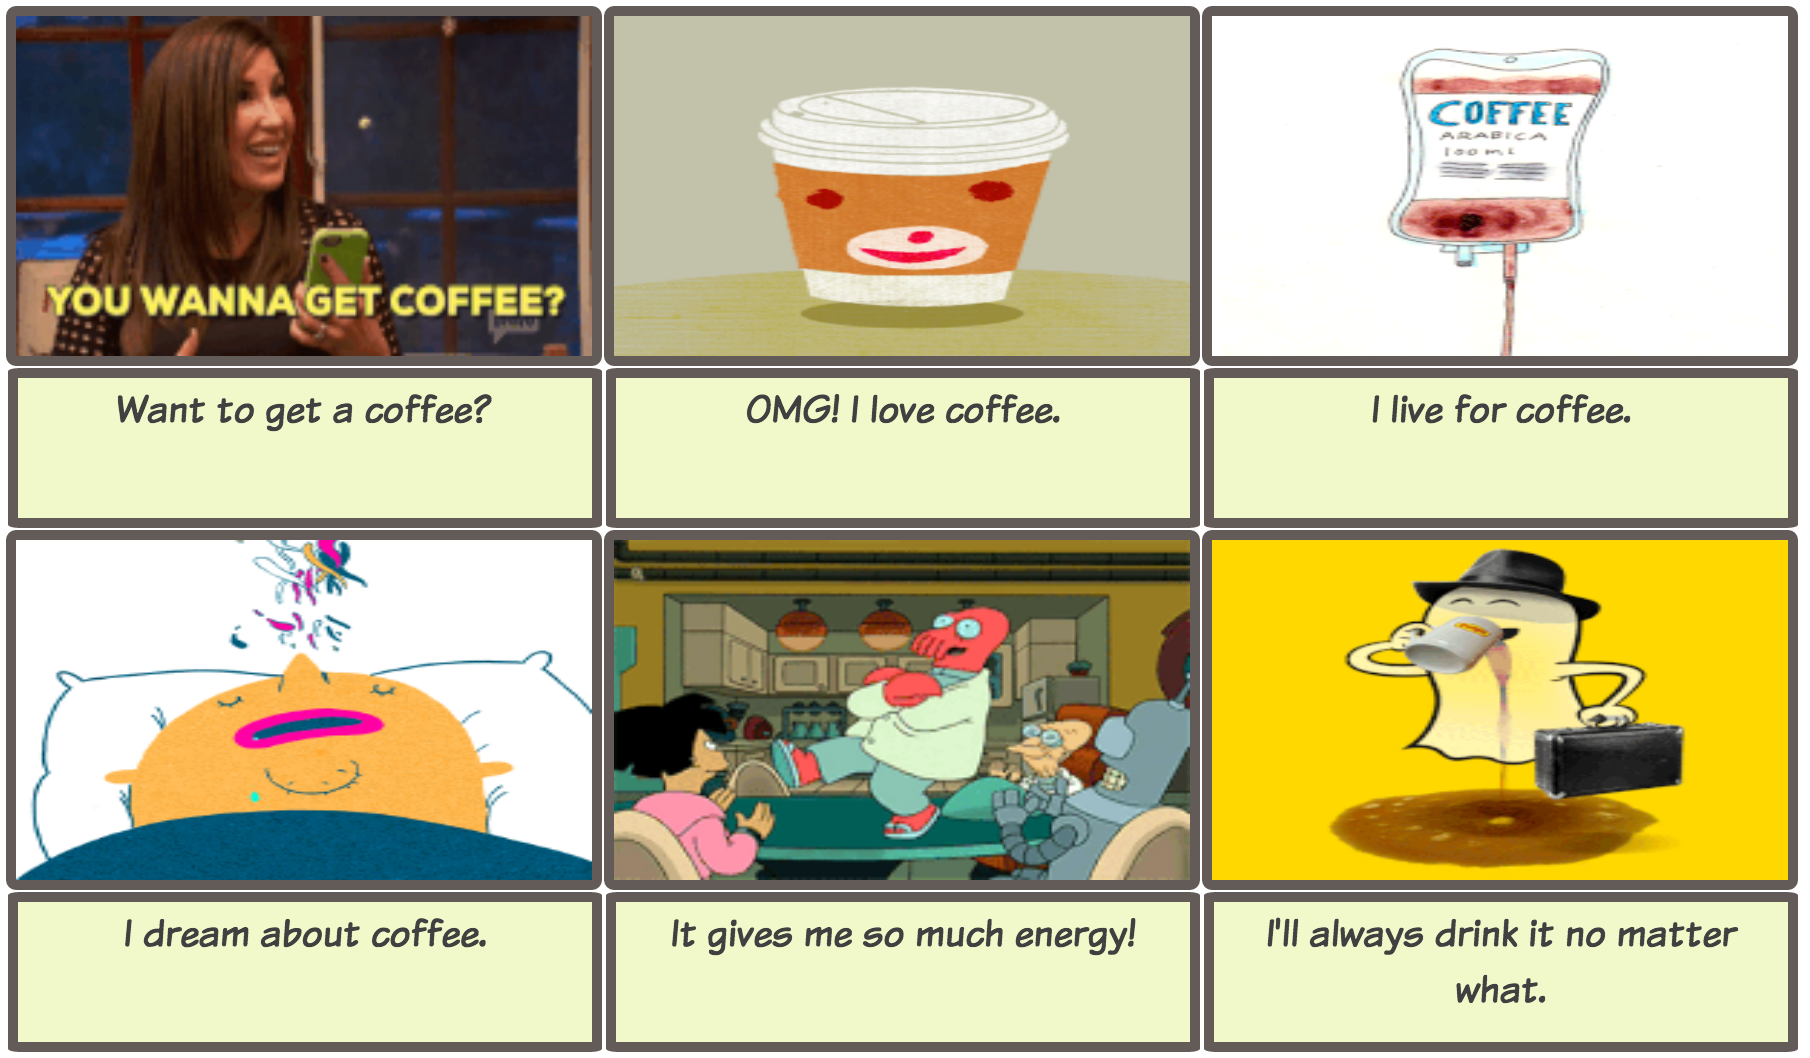 YOU WANNA GET COFFEE?
COFFEE
ARABICA
100 ML
Want to get a coffee?
OMG! I love coffee.
I live for coffee.
I dream about coffee.
It gives me so much energy!
I'll always drink it no matter
what.